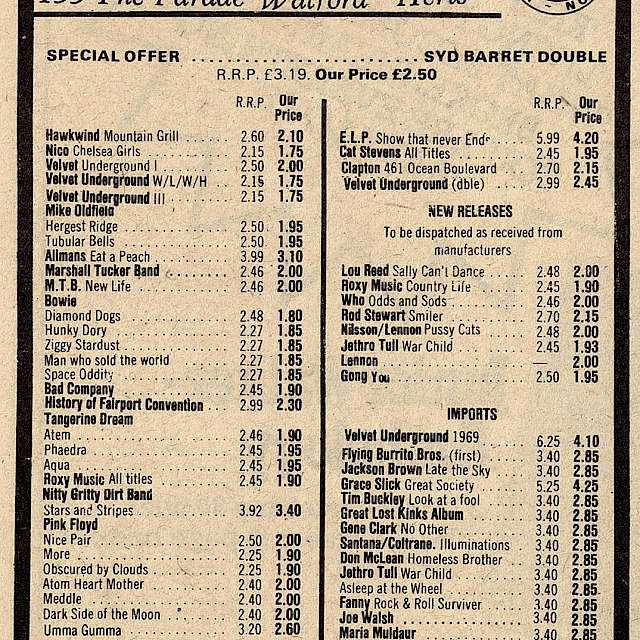 The Parade Watford Herts
SPECIAL OFFER .......................... SYD BARRET DOUBLE
R.R.P. £3.19. Our Price £2.50
R.R.P. Our Price
Hawkwind Mountain Grill 2.60 2.10
Nico Chelsea Girls 2.15 1.75
Velvet Underground I 2.50 2.00
Velvet Underground W/L/W/H 2.15 1.75
Velvet Underground III 2.15 1.75
Mike Oldfield
Hergest Ridge 2.50 1.95
Tubular Bells 2.50 1.95
Allmans Eat a Peach 3.99 3.10
Marshall Tucker Band 2.46 2.00
M.T.B. New Life 2.46 2.00
Bowie
Diamond Dogs 2.48 1.80
Hunky Dory 2.27 1.85
Ziggy Stardust 2.27 1.85
Man who sold the world 2.27 1.85
Space Oddity 2.27 1.85
Bad Company 2.45 1.90
History of Fairport Convention 2.99 2.30
Tangerine Dream
Atem 2.46 1.90
Phaedra 2.45 1.95
Aqua 2.45 1.95
Roxy Music All titles 2.45 1.90
Nitty Gritty Dirt Band
Stars and Stripes 3.92 3.40
Pink Floyd
Nice Pair 2.50 2.00
More 2.25 1.90
Obscured by Clouds 2.25 1.90
Atom Heart Mother 2.40 2.00
Meddle 2.40 2.00
Dark Side of the Moon 2.40 2.00
Umma Gumma 3.20 2.60
R.R.P. Our Price
E.L.P. Show that never Ends 5.99 4.20
Cat Stevens All Titles 2.45 1.95
Clapton 461 Ocean Boulevard 2.70 2.15
Velvet Underground (dble) 2.99 2.45
NEW RELEASES
To be dispatched as received from
manufacturers
Lou Reed Sally Can't Dance 2.48 2.00
Roxy Music Country Life 2.45 1.90
Who Odds and Sods 2.46 2.00
Rod Stewart Smiler 2.70 2.15
Nilsson/Lennon Pussy Cats 2.48 2.00
Jethro Tull War Child 2.45 1.93
Lennon — 2.00
Gong You 2.50 1.95
IMPORTS
Velvet Underground 1969 6.25 4.10
Flying Burrito Bros. (first) 3.40 2.85
Jackson Brown Late the Sky 3.40 2.85
Grace Slick Great Society 5.25 4.25
Tim Buckley Look at a fool 3.40 2.85
Great Lost Kinks Album 3.40 2.85
Gene Clark No Other 3.40 2.85
Santana/Coltrane. Illuminations 3.40 2.85
Don McLean Homeless Brother 3.40 2.85
Jethro Tull War Child 3.40 2.85
Asleep at the Wheel 3.40 2.85
Fanny Rock & Roll Surviver 3.40 2.85
Joe Walsh 3.40 2.85
Maria Muldaur 3.40 2.85